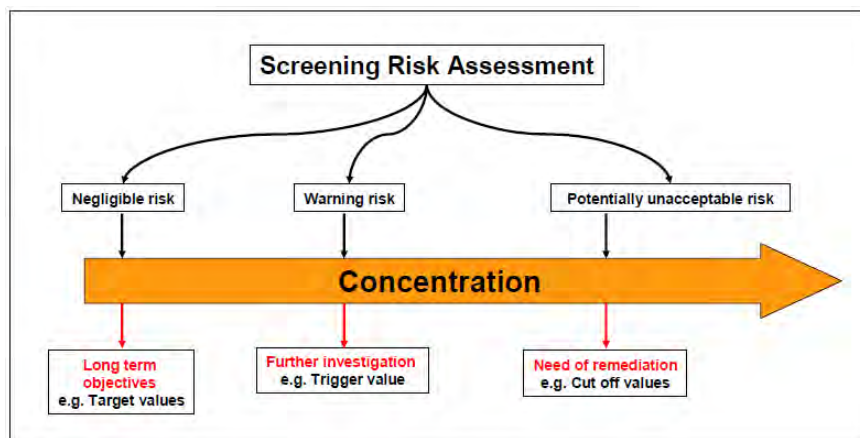 Screening Risk Assessment
Negligible risk
Warning risk
Potentially unacceptable risk
Concentration
Long term
objectives
e.g. Target values
Further investigation
e.g. Trigger value
Need of remediation
e.g. Cut off values